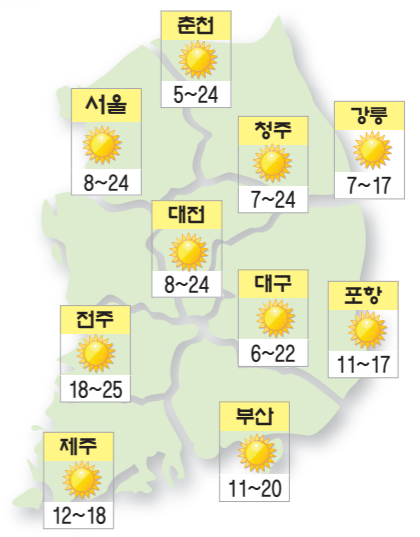 춘천
5~24
서울
8~24
강릉
7~17
청주
7~24
대전
8~24
대구
6~22
포항
11~17
전주
18~25
부산
11~20
제주
12~18